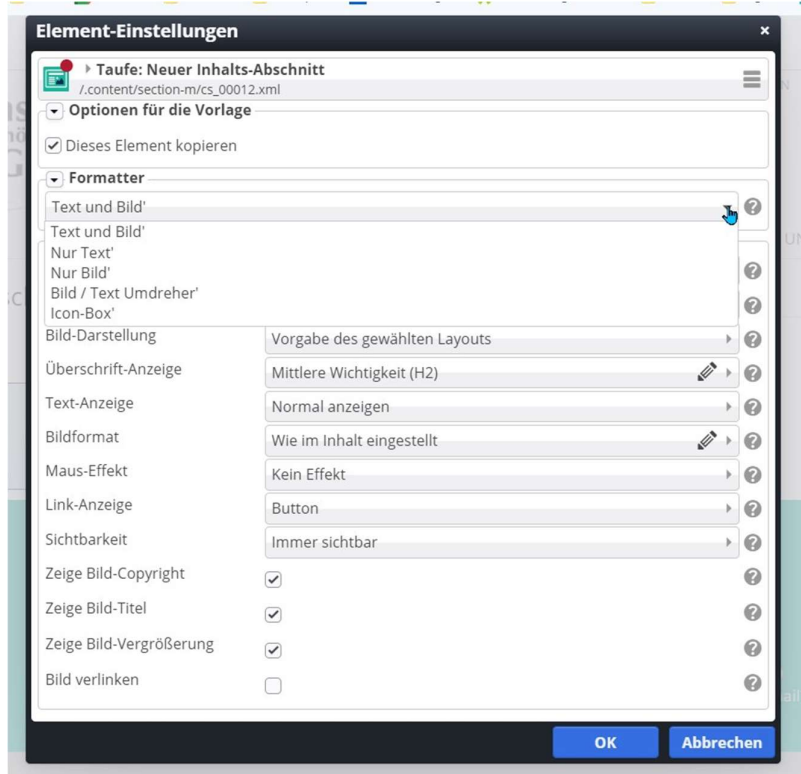 Element-Einstellungen
Taufe: Neuer Inhalts-Abschnitt
/.content/section-m/cs_00012.xml
Optionen für die Vorlage
Dieses Element kopieren
Formatter
Text und Bild'
Text und Bild'
Nur Text'
Nur Bild'
Bild / Text Umdreher'
Icon-Box'
Bild-Darstellung Vorgabe des gewählten Layouts
Überschrift-Anzeige Mittlere Wichtigkeit (H2)
Text-Anzeige Normal anzeigen
Bildformat Wie im Inhalt eingestellt
Maus-Effekt Kein Effekt
Link-Anzeige Button
Sichtbarkeit Immer sichtbar
Zeige Bild-Copyright
Zeige Bild-Titel
Zeige Bild-Vergrößerung
Bild verlinken
OK Abbrechen